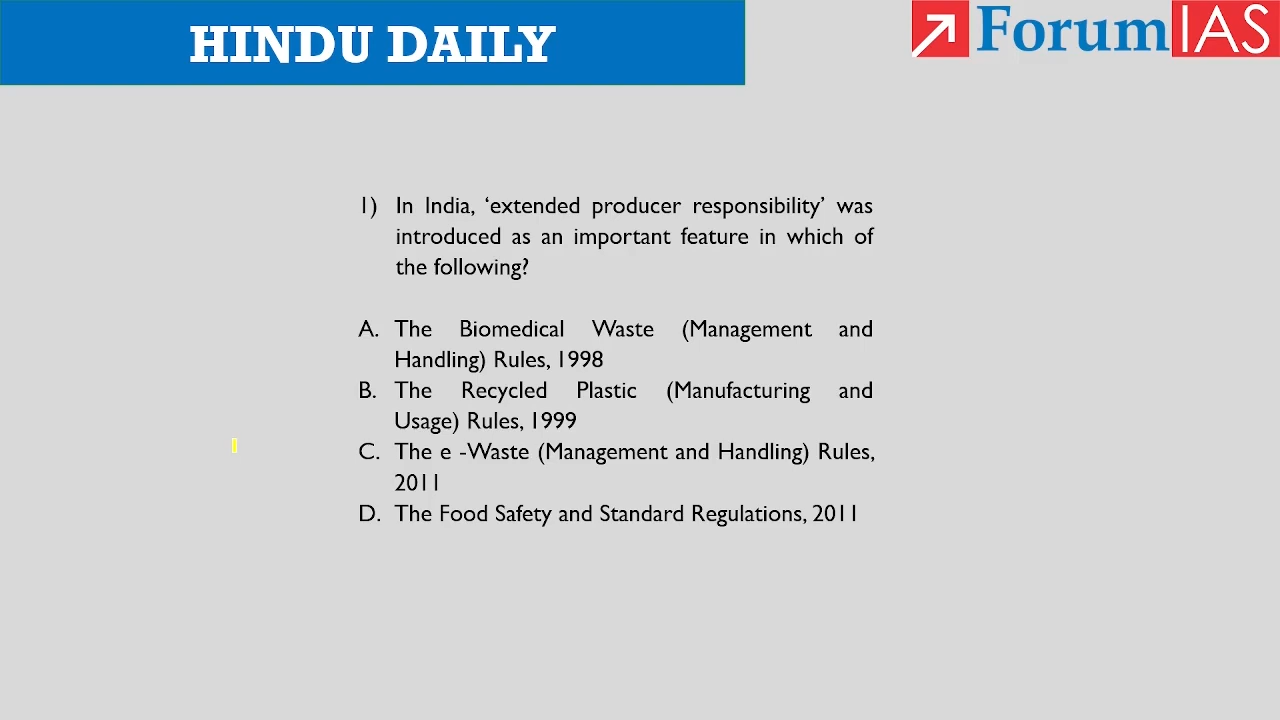 HINDU DAILY
Forum IAS
1) In India, ‘extended producer responsibility’ was
introduced as an important feature in which of
the following?
A. The Biomedical Waste (Management and
Handling) Rules, 1998
B. The Recycled Plastic (Manufacturing and
Usage) Rules, 1999
C. The e -Waste (Management and Handling) Rules,
2011
D. The Food Safety and Standard Regulations, 2011